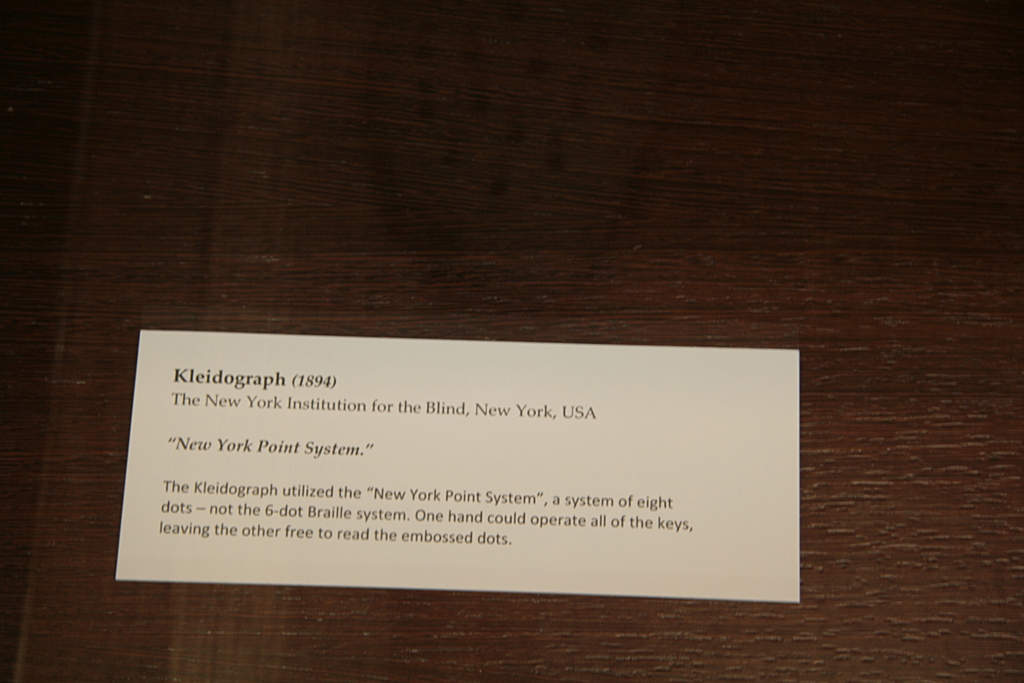 Kleidograph (1894)
The New York Institution for the Blind, New York, USA
“New York Point System.”
The Kleidograph utilized the “New York Point System”, a system of eight
dots – not the 6-dot Braille system. One hand could operate all of the keys,
leaving the other free to read the embossed dots.